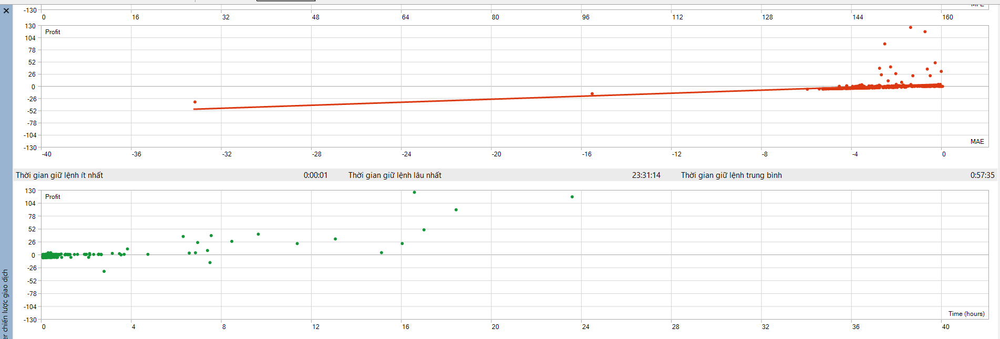 -130
0 16 32 48 64 80 96 112 128 144 160
130
Profit
104
78
52
26
0
-26
-52
-78
-104
MAE
-130
-40 -36 -32 -28 -24 -20 -16 -12 -8 -4 0
Thời gian giữ lệnh ít nhất 0:00:01 Thời gian giữ lệnh lâu nhất 23:31:14 Thời gian giữ lệnh trung bình 0:57:35
130
Profit
104
78
52
26
0
-26
-52
-78
-104
Time (hours)
-130
0 4 8 12 16 20 24 28 32 36 40
er chiến lược giao dịch